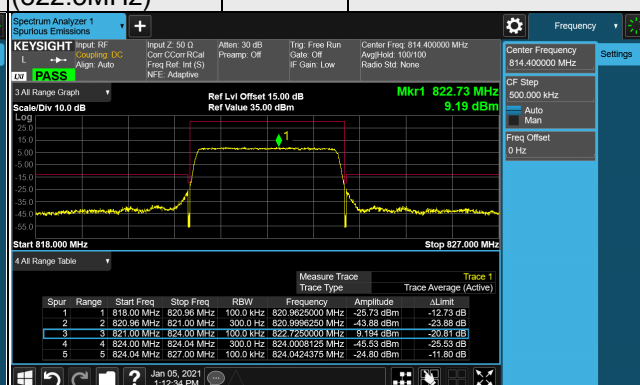 (822.5MHz)
Spectrum Analyzer 1
Spurious Emissions
Frequency
KEYSIGHT Input: RF Input Z: 50 Ω Atten: 30 dB Trig: Free Run Center Freq: 814.400000 MHz
L Coupling: DC Corr CCorr RCal Preamp: Off Gate: Off Avg|Hold: 100/100
Align: Auto Freq Ref: Int (S) IF Gain: Low Radio Std: None
LXI PASS NFE: Adaptive
Center Frequency
814.400000 MHz
Settings
CF Step
500.000 kHz
Auto
Man
Freq Offset
0 Hz
3 All Range Graph
Ref Lvl Offset 15.00 dB Mkr1 822.73 MHz
Scale/Div 10.0 dB Ref Value 35.00 dBm 9.19 dBm
Log
25.0
15.0
5.00
-5.00
-15.0
-25.0
-35.0
-45.0
-55.0
1
Start 818.000 MHz Stop 827.000 MHz
4 All Range Table
Measure Trace Trace 1
Trace Type Trace Average (Active)
Spur Range Start Freq Stop Freq RBW Frequency Amplitude ΔLimit
1 1 818.00 MHz 820.96 MHz 100.0 kHz 820.9625000 MHz -25.73 dBm -12.73 dB
2 2 820.96 MHz 821.00 MHz 300.0 Hz 820.9996250 MHz -43.88 dBm -23.88 dB
3 3 821.00 MHz 824.00 MHz 100.0 kHz 822.7250000 MHz 9.194 dBm -20.81 dB
4 4 824.00 MHz 824.04 MHz 300.0 Hz 824.0008125 MHz -45.53 dBm -25.53 dB
5 5 824.04 MHz 827.00 MHz 100.0 kHz 824.0424375 MHz -24.80 dBm -11.80 dB
Jan 05, 2021
1:12:34 PM